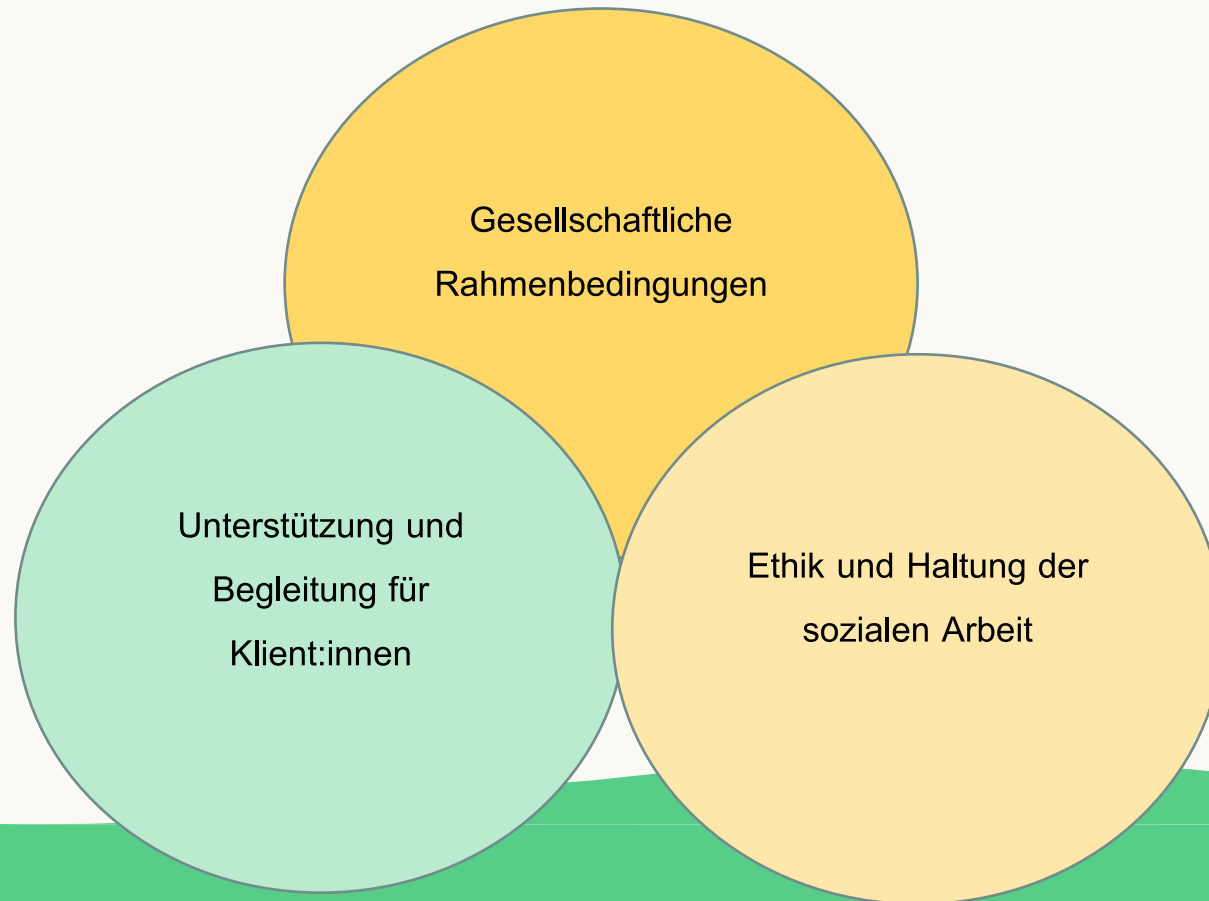 Gesellschaftliche
Rahmenbedingungen
Unterstützung und
Begleitung für
Klient:innen
Ethik und Haltung der
sozialen Arbeit